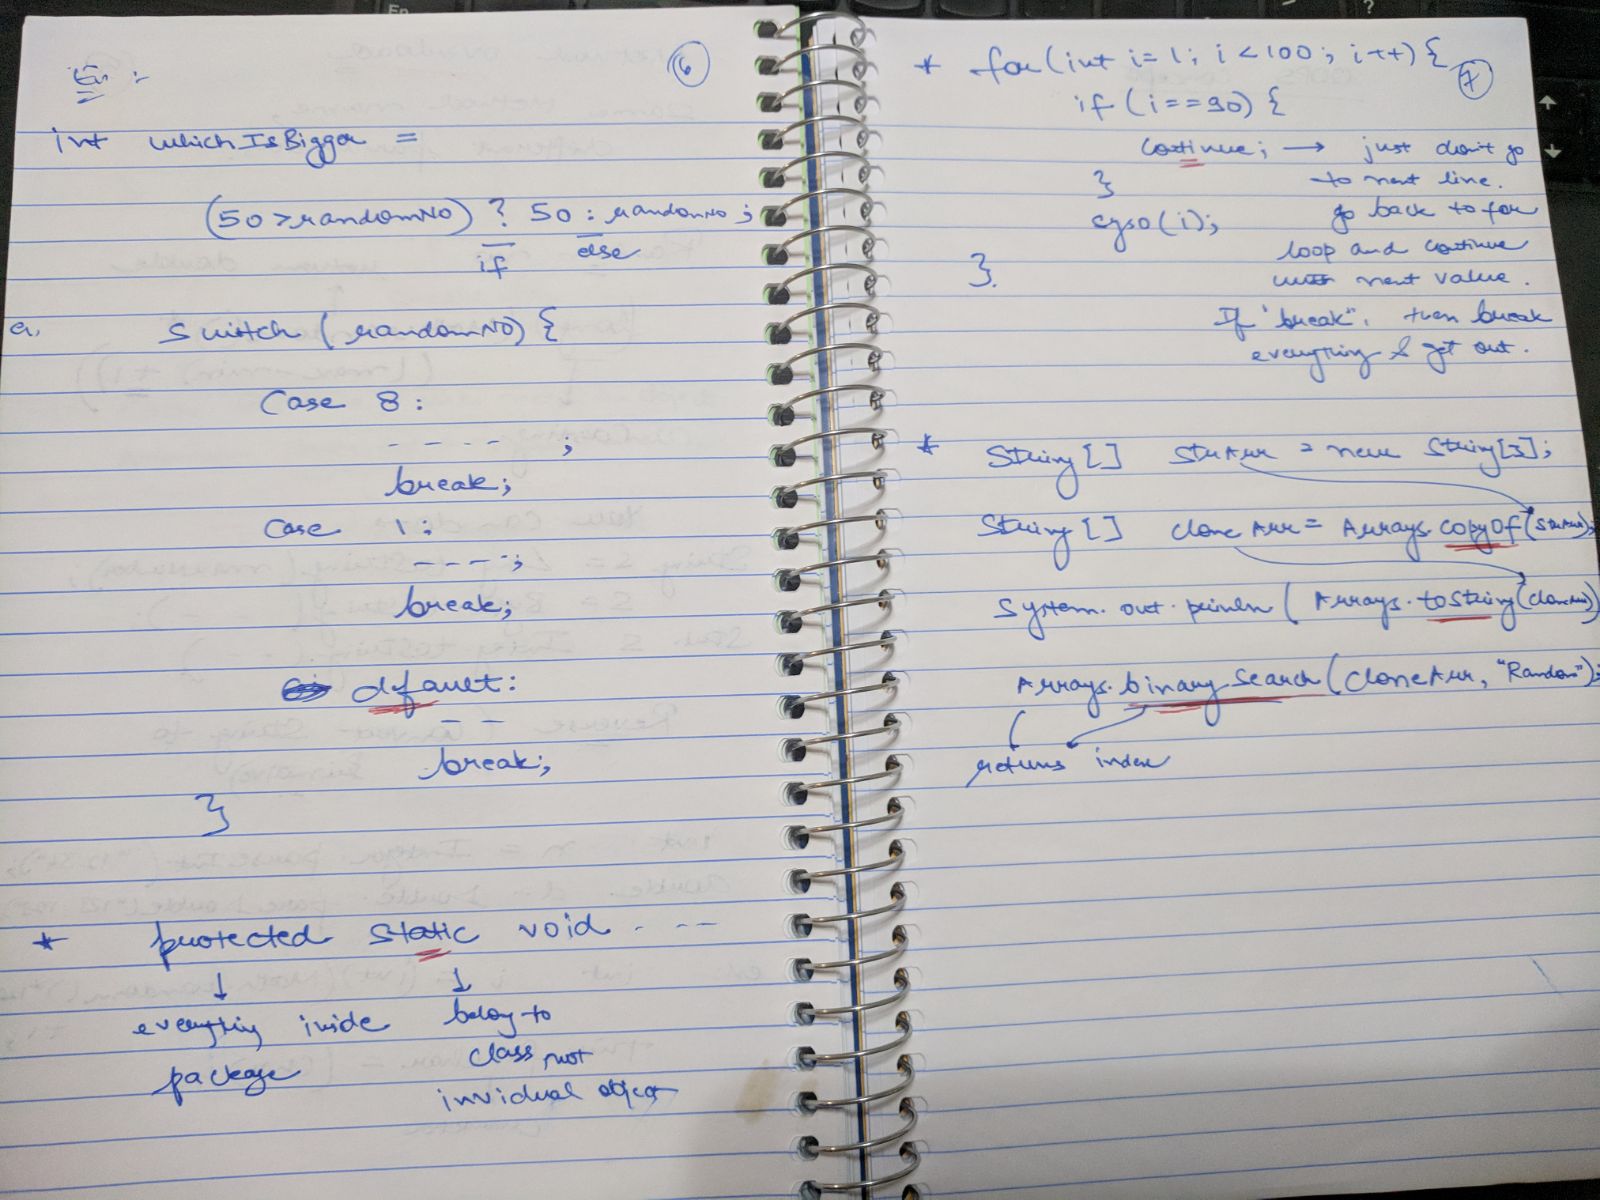 6
Ex :-
int whichIsBigger =
(50 > randomNO) ? 50 : randomNo ;
if else
a. switch ( randomNO) {
Case 8 :
- - - - ;
break;
Case 1 :
- - - ;
break;
dfault:
- -
break;
}
* protected static void - - -
everything inside belong to
package class, not
invidual object
7
* for (int i= 1; i <100 ; i++) {
if (i==90) {
continue; → just don't go
} to next line.
syso(i); go back to for
loop and continue
} with next value.
If "break", then break
everything & get out.
* String [] strArr = new String[3];
String [] cloneArr = Arrays.copyOf(strArr);
System.out.println ( Arrays.toString(cloneArr)
Arrays.binarySearch (cloneArr, "Random");
returns index